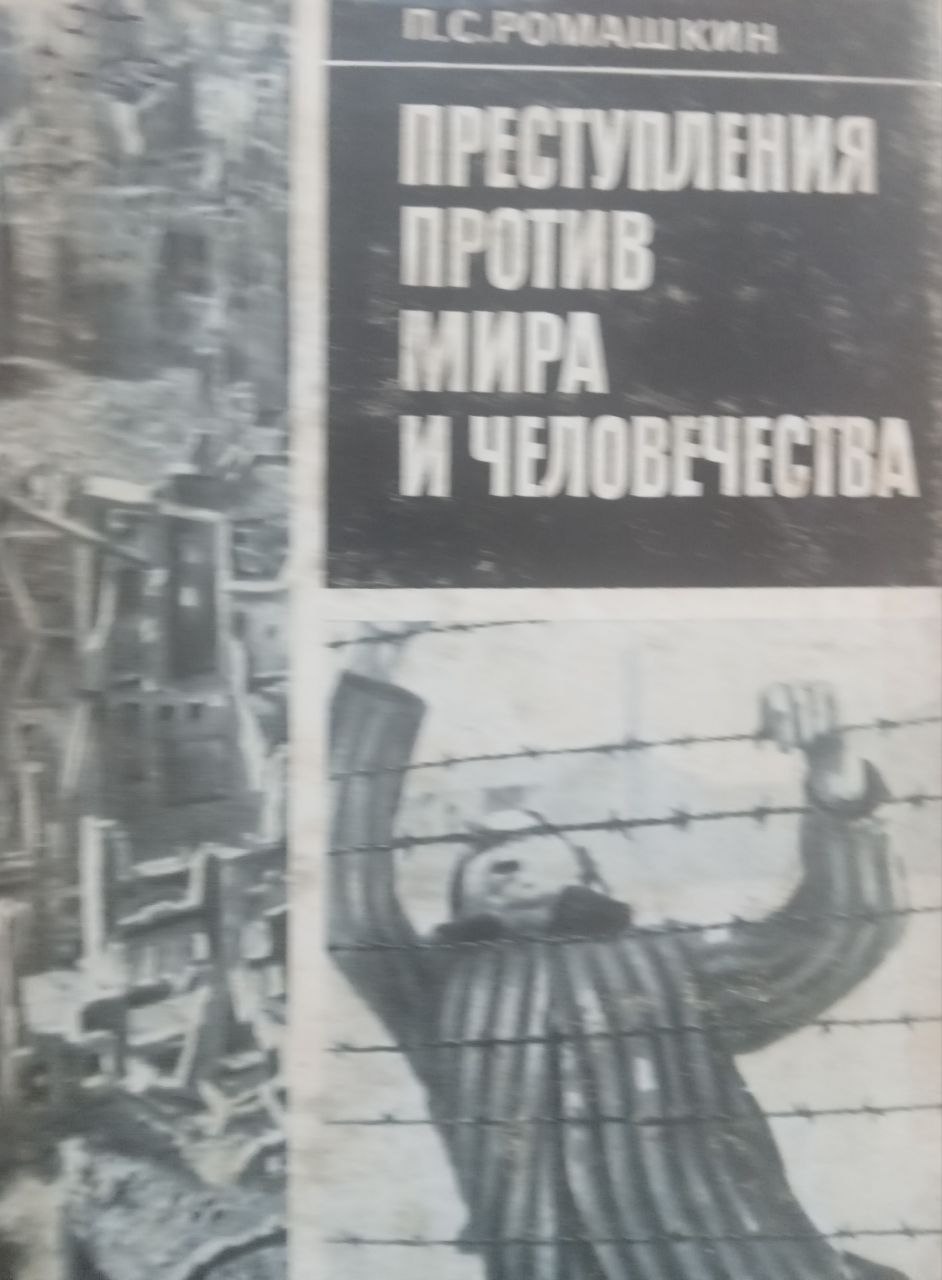 П.С.РОМАШКИН
ПРЕСТУПЛЕНИЯ
ПРОТИВ
МИРА
И ЧЕЛОВЕЧЕСТВА